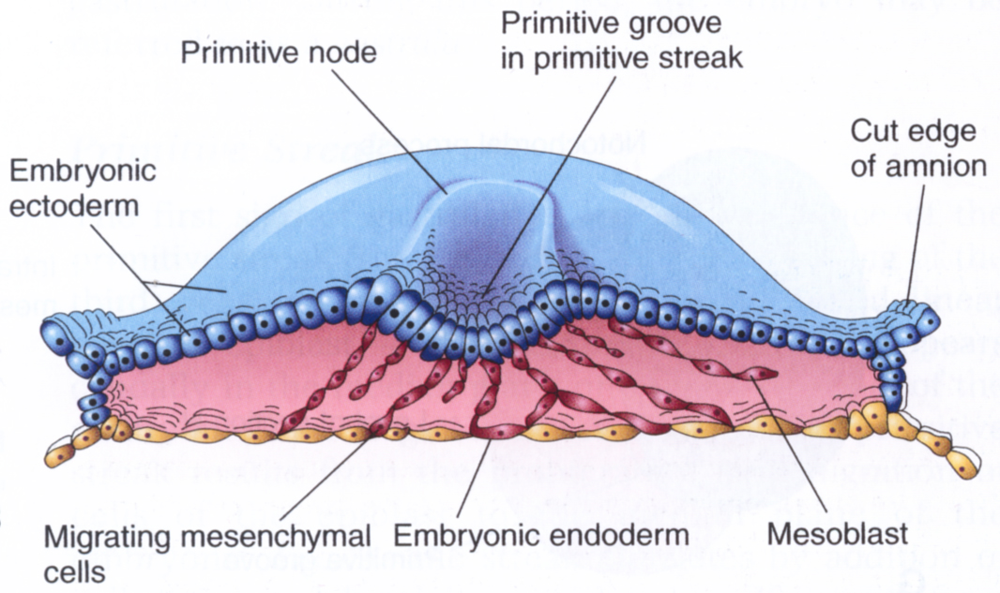 Primitive groove
in primitive streak
Primitive node
Cut edge
of amnion
Embryonic
ectoderm
Migrating mesenchymal
cells
Embryonic endoderm
Mesoblast